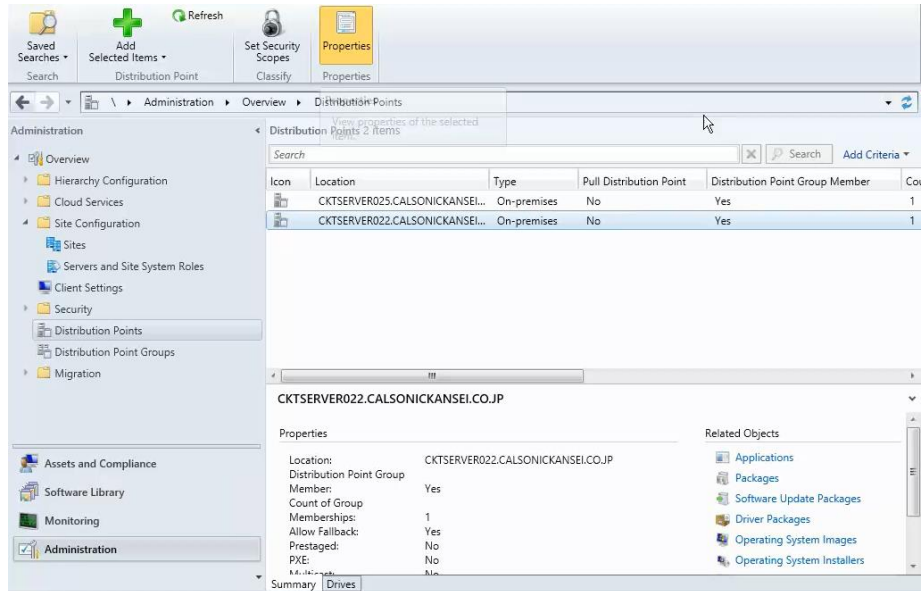 Refresh
Saved Searches
Add Selected Items
Set Security Scopes
Properties
Search
Distribution Point
Classify
Properties
\ Administration Overview Distribution Points
Administration
Distribution Points 2 items
View properties of the selected item.
Overview
Search
Search
Add Criteria
Hierarchy Configuration
Icon Location Type Pull Distribution Point Distribution Point Group Member Cou
Cloud Services
CKTSERVER025.CALSONICKANSEI... On-premises No Yes 1
Site Configuration
CKTSERVER022.CALSONICKANSEI... On-premises No Yes 1
Sites
Servers and Site System Roles
Client Settings
Security
Distribution Points
Distribution Point Groups
Migration
CKTSERVER022.CALSONICKANSEI.CO.JP
Properties
Related Objects
Location: CKTSERVER022.CALSONICKANSEI.CO.JP
Distribution Point Group Member: Yes
Count of Group Memberships: 1
Allow Fallback: Yes
Prestaged: No
PXE: No
Multicast: No
Applications
Packages
Software Update Packages
Driver Packages
Operating System Images
Operating System Installers
Assets and Compliance
Software Library
Monitoring
Administration
Summary Drives